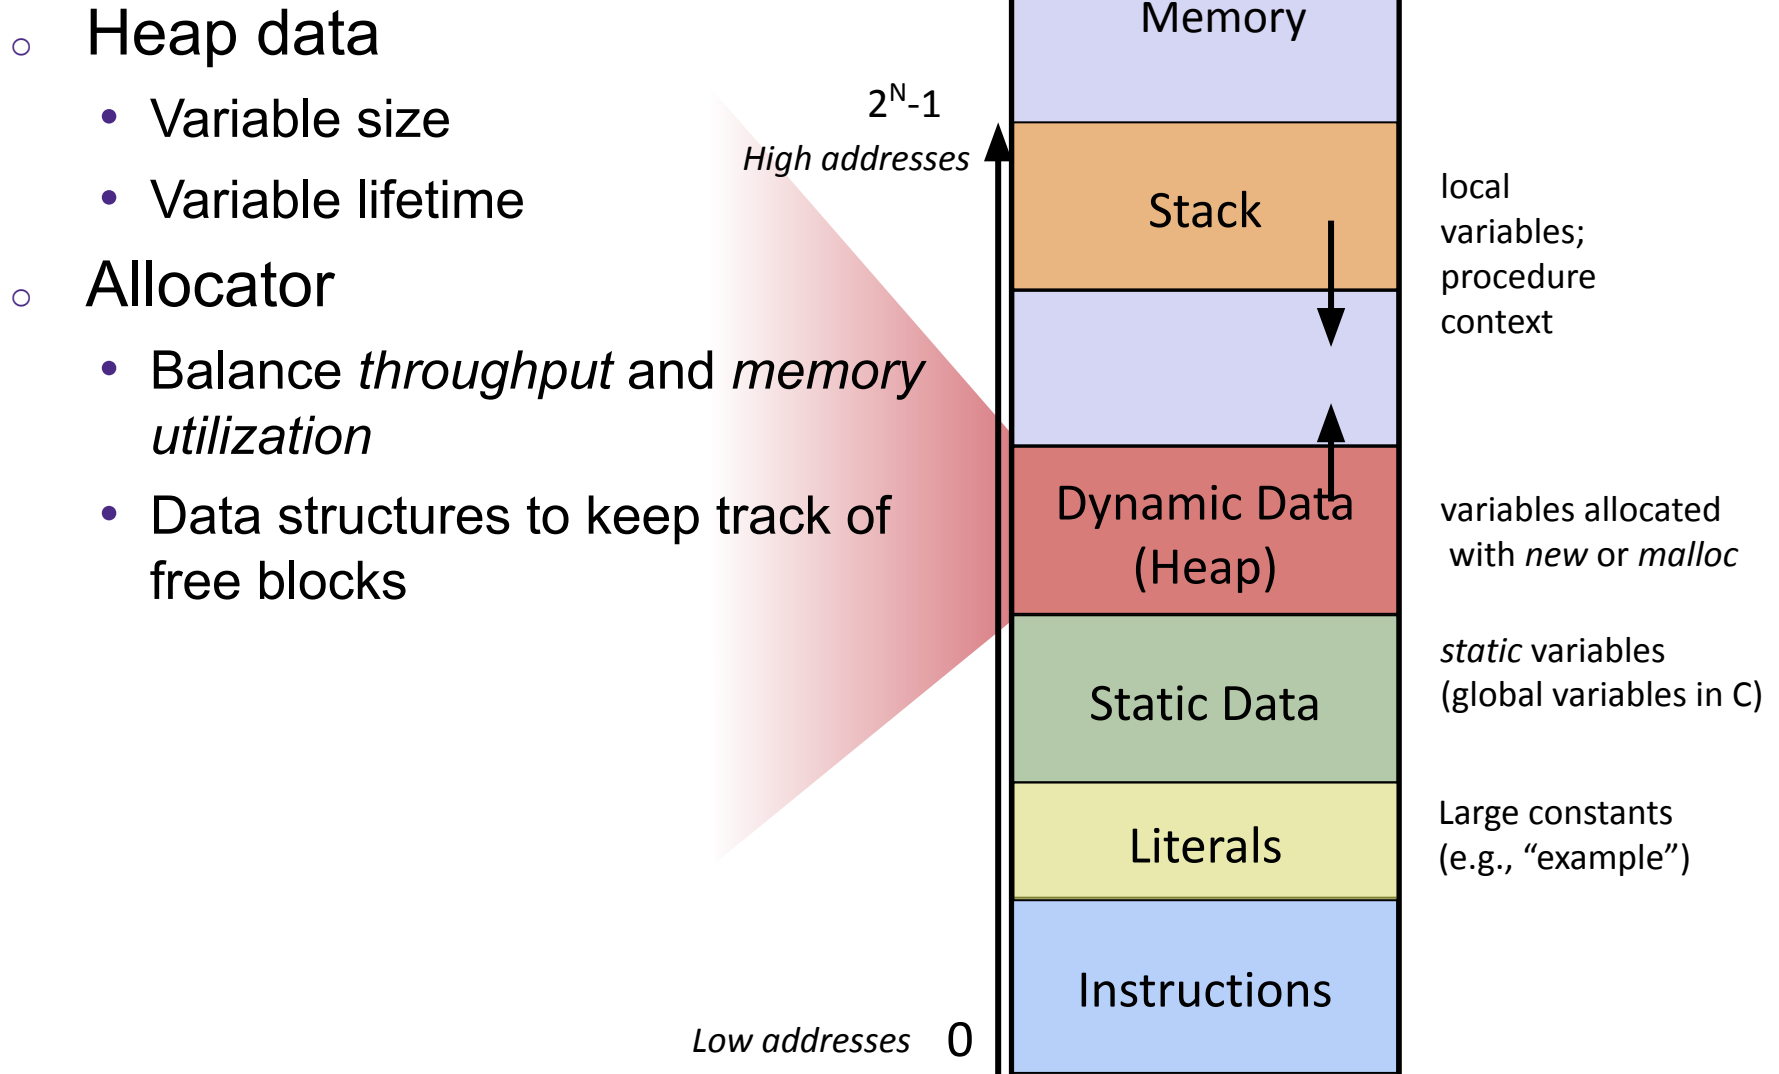 Heap data
• Variable size
• Variable lifetime
Allocator
• Balance throughput and memory
utilization
• Data structures to keep track of
free blocks
Memory
2^N-1
High addresses
Stack
local
variables;
procedure
context
Dynamic Data
(Heap)
variables allocated
with new or malloc
Static Data
static variables
(global variables in C)
Literals
Large constants
(e.g., “example”)
Instructions
Low addresses 0